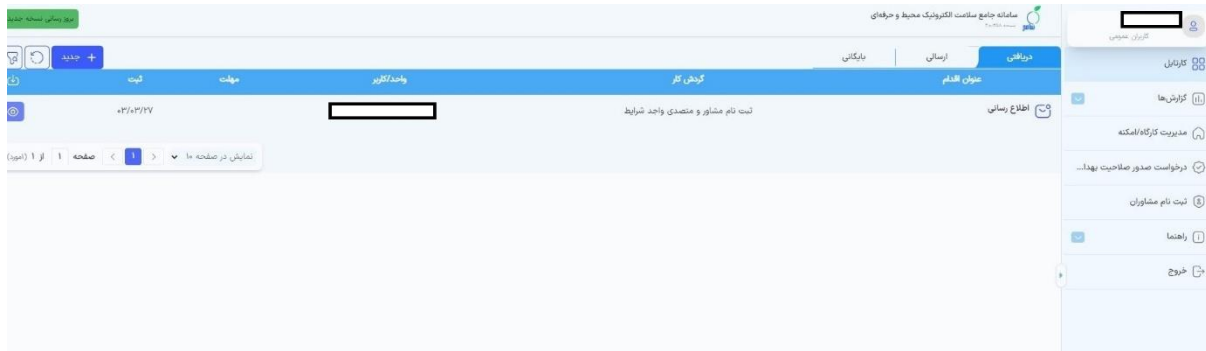 سامانه جامع سلامت الکترونیک محیط و حرفه‌ای
بروز رسانی نسخه جدید
کاربران عمومی
کارتابل
گزارش‌ها
مدیریت کارگاه/امکنه
درخواست صدور صلاحیت بهدا...
ثبت نام مشاوران
راهنما
خروج
دریافتی
ارسالی
بایگانی
+ جدید
عنوان اقدام
گردش کار
واحد/کاربر
مهلت
ثبت
اطلاع رسانی
ثبت نام مشاور و متصدی واجد شرایط
۰۳/۰۳/۲۷
نمایش در صفحه ۱۰
۱
صفحه ۱ از ۱ (امورد)